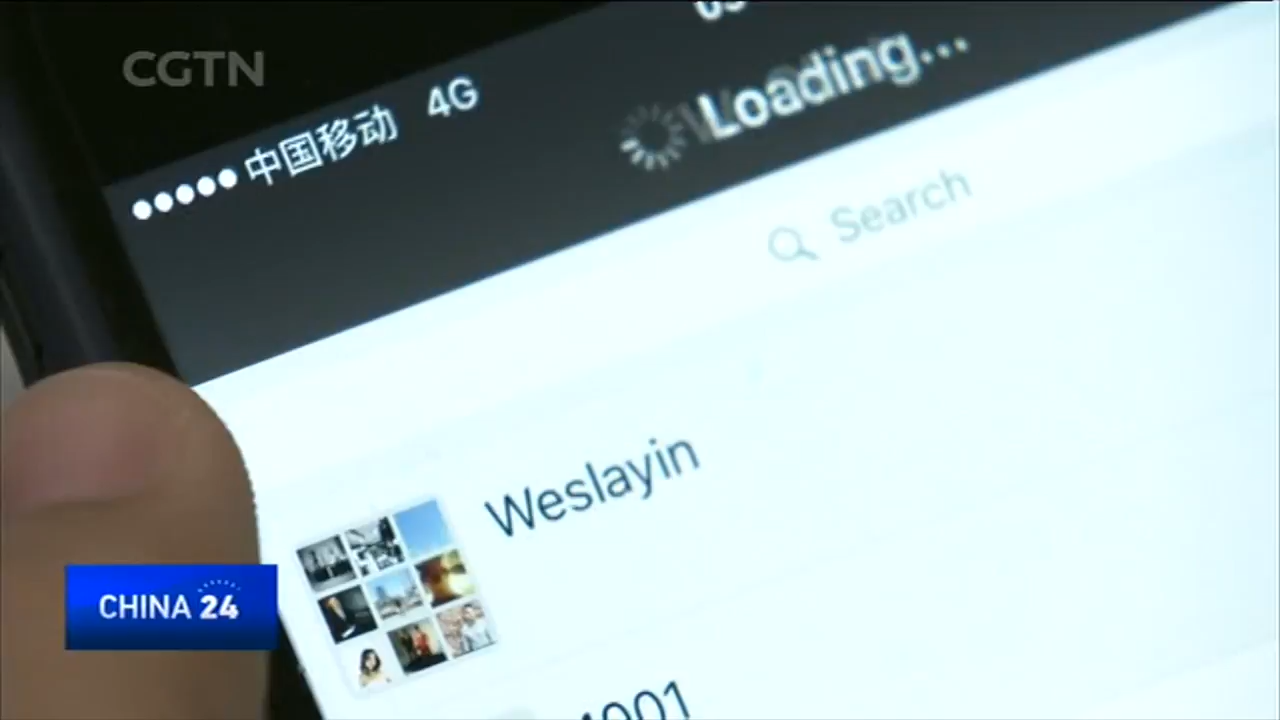 CGTN
中国移动 4G
Loading...
Search
Weslayin
CHINA 24